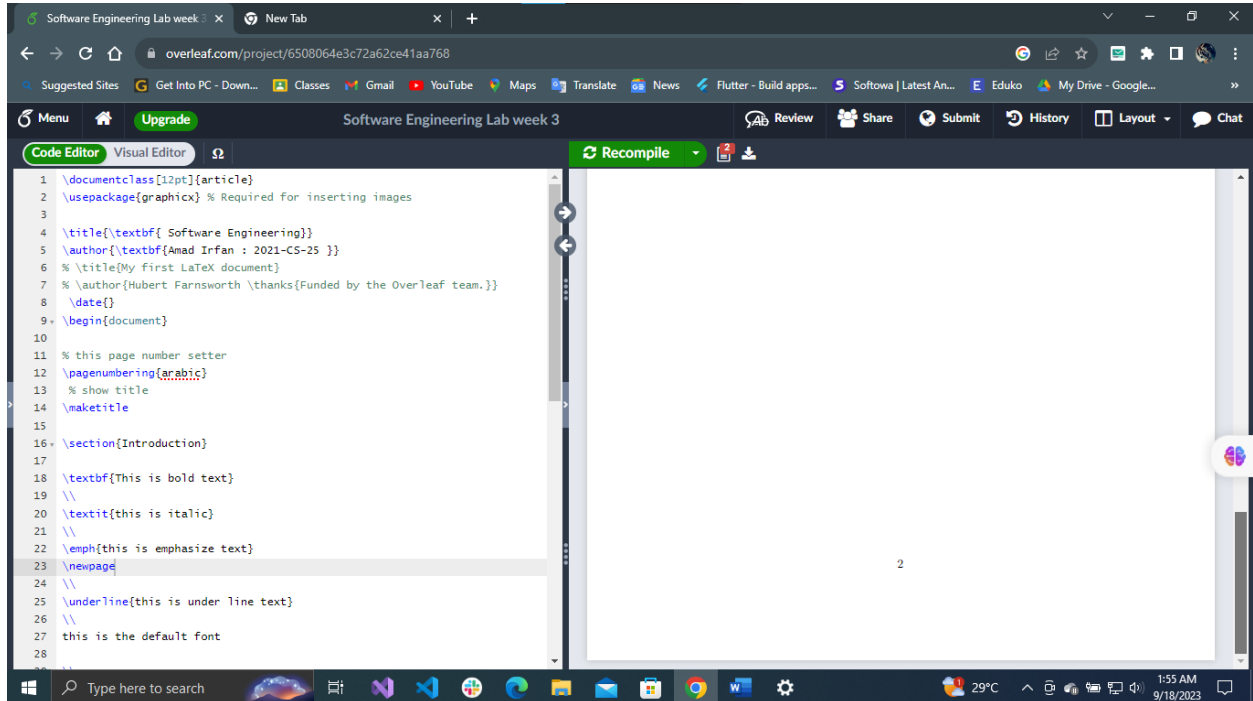 Software Engineering Lab week 3
New Tab
overleaf.com/project/6508064e3c72a62ce41aa768
Suggested Sites Get Into PC - Down... Classes Gmail YouTube Maps Translate News Flutter - Build apps... Softowa | Latest An... Eduko My Drive - Google... »
Menu Upgrade Software Engineering Lab week 3 Review Share Submit History Layout Chat
Code Editor Visual Editor Ω Recompile 2
1 \documentclass[12pt]{article}
2 \usepackage{graphicx} % Required for inserting images
3
4 \title{\textbf{ Software Engineering}}
5 \author{\textbf{Amad Irfan : 2021-CS-25 }}
6 % \title{My first LaTeX document}
7 % \author{Hubert Farnsworth \thanks{Funded by the Overleaf team.}}
8 \date{}
9 \begin{document}
10
11 % this page number setter
12 \pagenumbering{arabic}
13 % show title
14 \maketitle
15
16 \section{Introduction}
17
18 \textbf{This is bold text}
19 \\
20 \textit{this is italic}
21 \\
22 \emph{this is emphasize text}
23 \newpage
24 \\
25 \underline{this is under line text}
26 \\
27 this is the default font
28
2
Type here to search
29°C
1:55 AM
9/18/2023